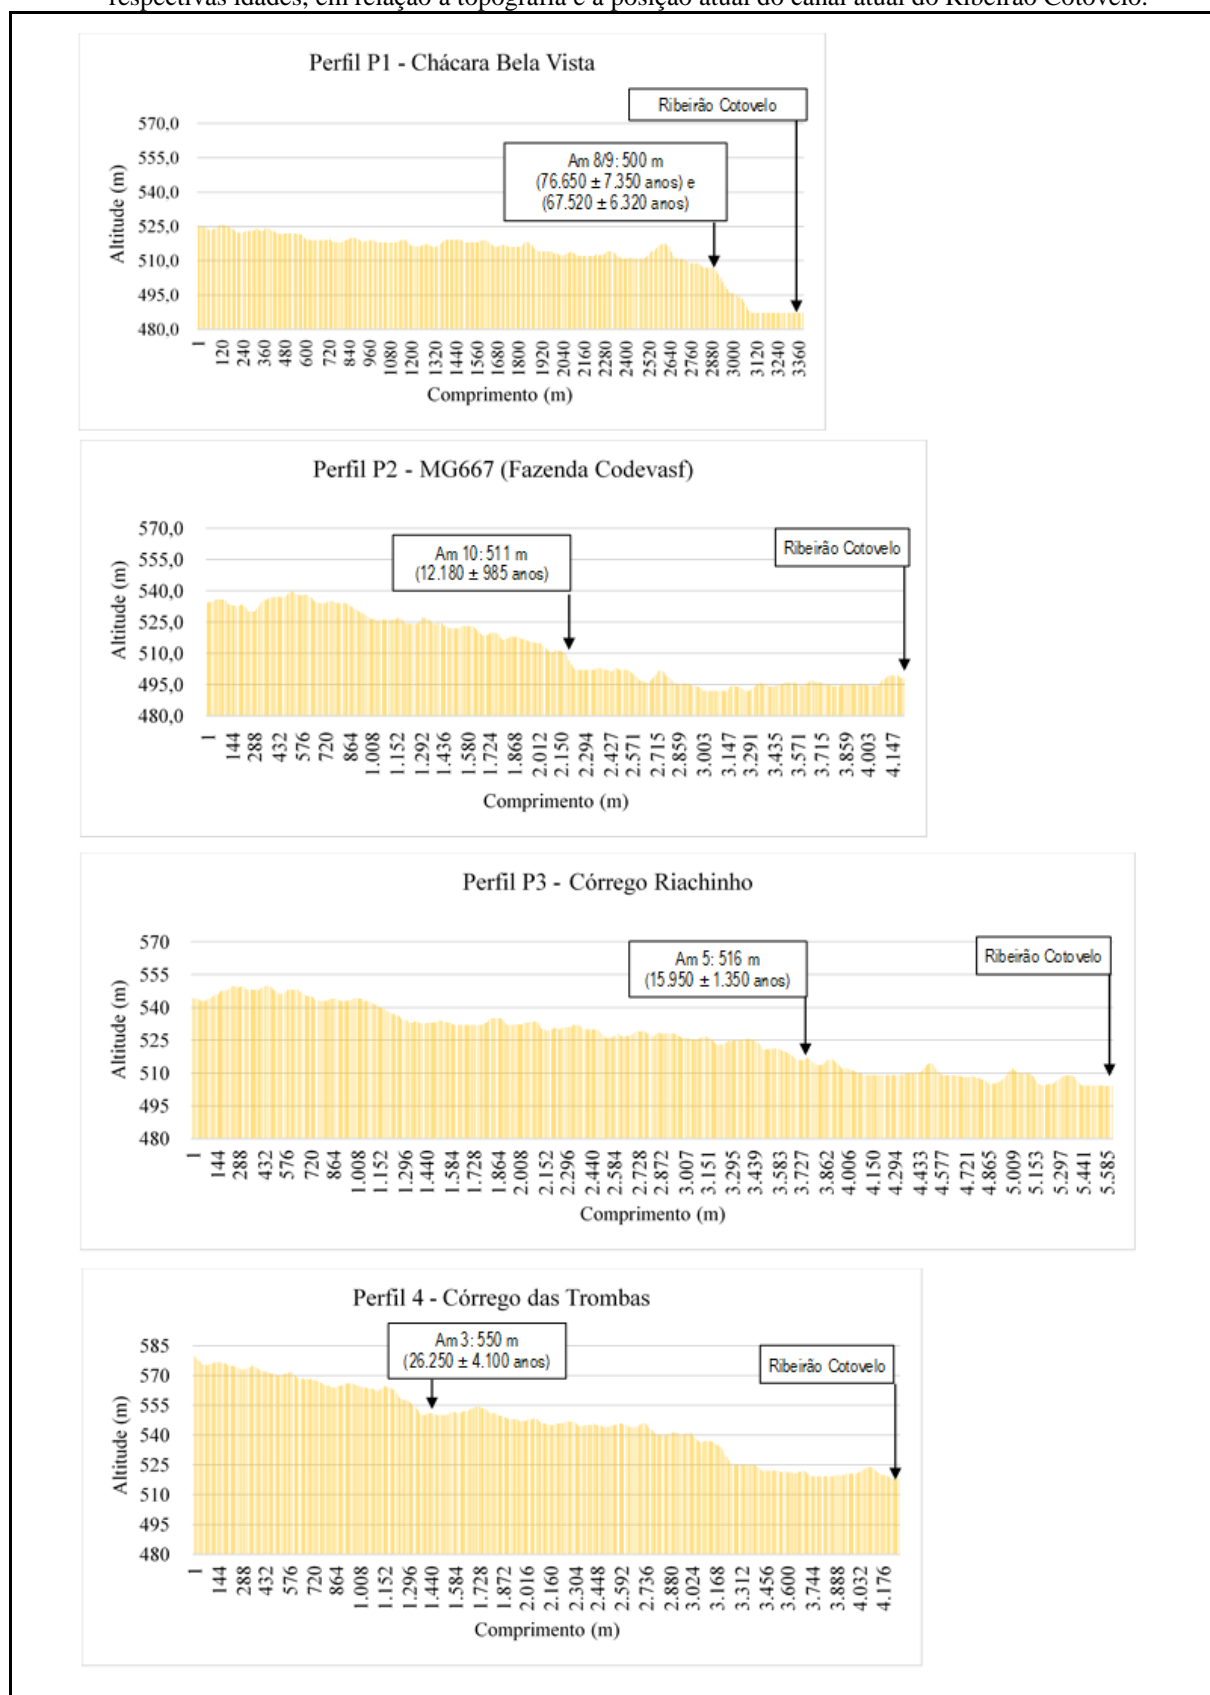 respectivas idades, em relação a topografia e a posição atual do canal atual do Ribeirão Cotovelo.
Perfil P1 - Chácara Bela Vista
Ribeirão Cotovelo
Am 8/9: 500 m
(76.650 ± 7.350 anos) e
(67.520 ± 6.320 anos)
Altitude (m)
570,0
555,0
540,0
525,0
510,0
495,0
480,0
1 120 240 360 480 600 720 840 960 1080 1200 1320 1440 1560 1680 1800 1920 2040 2160 2280 2400 2520 2640 2760 2880 3000 3120 3240 3360
Comprimento (m)
Perfil P2 - MG667 (Fazenda Codevasf)
Am 10: 511 m
(12.180 ± 985 anos)
Ribeirão Cotovelo
Altitude (m)
570,0
555,0
540,0
525,0
510,0
495,0
480,0
1 144 288 432 576 720 864 1.008 1.152 1.292 1.436 1.580 1.724 1.868 2.012 2.150 2.294 2.427 2.571 2.715 2.859 3.003 3.147 3.291 3.435 3.571 3.715 3.859 4.003 4.147
Comprimento (m)
Perfil P3 - Córrego Riachinho
Am 5: 516 m
(15.950 ± 1.350 anos)
Ribeirão Cotovelo
Altitude (m)
570
555
540
525
510
495
480
1 144 288 432 576 720 864 1.008 1.152 1.296 1.440 1.584 1.728 1.864 2.008 2.152 2.296 2.440 2.584 2.728 2.872 3.007 3.151 3.295 3.439 3.583 3.727 3.862 4.006 4.150 4.294 4.433 4.577 4.721 4.865 5.009 5.153 5.297 5.441 5.585
Comprimento (m)
Perfil 4 - Córrego das Trombas
Am 3: 550 m
(26.250 ± 4.100 anos)
Ribeirão Cotovelo
Altitude (m)
585
570
555
540
525
510
495
480
1 144 288 432 576 720 864 1.008 1.152 1.296 1.440 1.584 1.728 1.872 2.016 2.160 2.304 2.448 2.592 2.736 2.880 3.024 3.168 3.312 3.456 3.600 3.744 3.888 4.032 4.176
Comprimento (m)